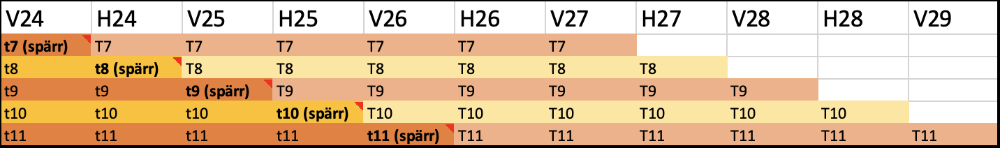 V24 H24 V25 H25 V26 H26 V27 H27 V28 H28 V29
t7 (spärr) T7 T7 T7 T7 T7 T7
t8 t8 (spärr) T8 T8 T8 T8 T8 T8
t9 t9 t9 (spärr) T9 T9 T9 T9 T9 T9
t10 t10 t10 t10 (spärr) T10 T10 T10 T10 T10 T10
t11 t11 t11 t11 t11 (spärr) T11 T11 T11 T11 T11 T11